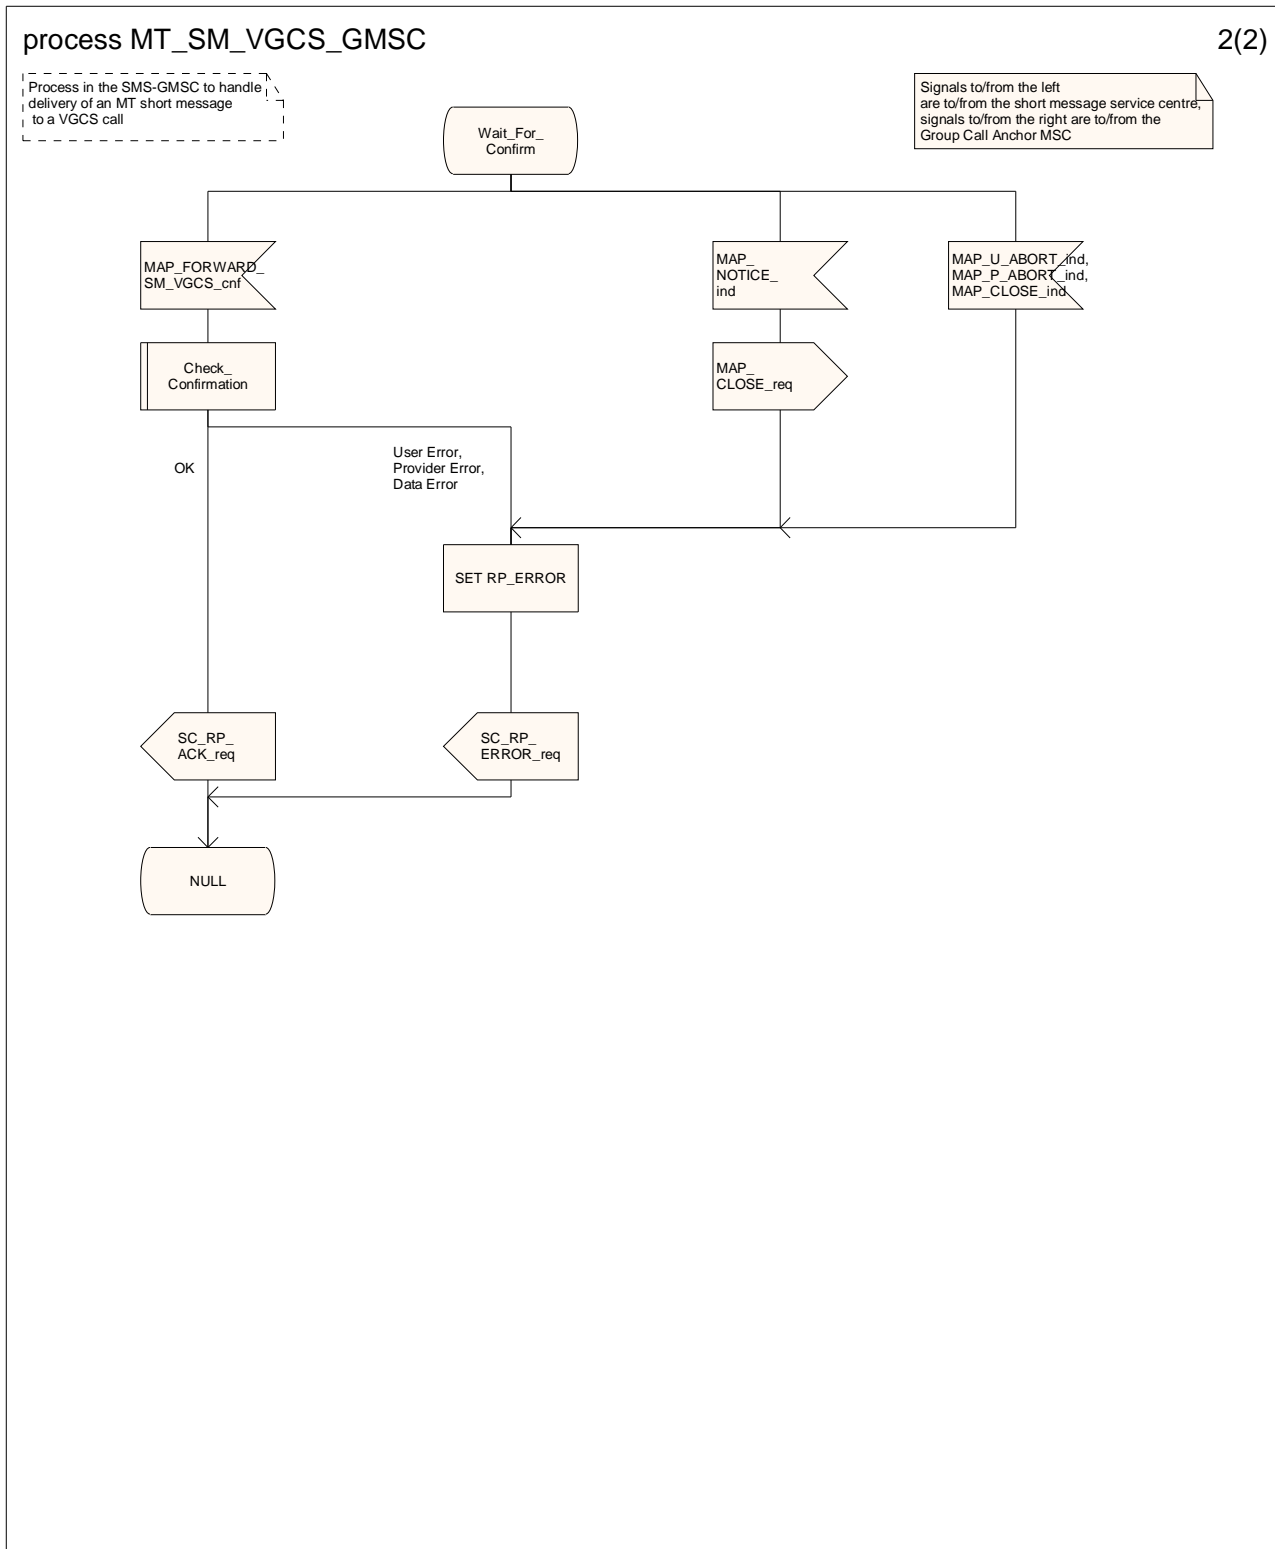 process MT_SM_VGCS_GMSC
2(2)
Process in the SMS-GMSC to handle
delivery of an MT short message
to a VGCS call
Signals to/from the left
are to/from the short message service centre,
signals to/from the right are to/from the
Group Call Anchor MSC
Wait_For_
Confirm
MAP_FORWARD_
SM_VGCS_cnf
MAP_
NOTICE_
ind
MAP_U_ABORT_ind,
MAP_P_ABORT_ind,
MAP_CLOSE_ind
Check_
Confirmation
MAP_
CLOSE_req
OK
User Error,
Provider Error,
Data Error
SET RP_ERROR
SC_RP_
ACK_req
SC_RP_
ERROR_req
NULL